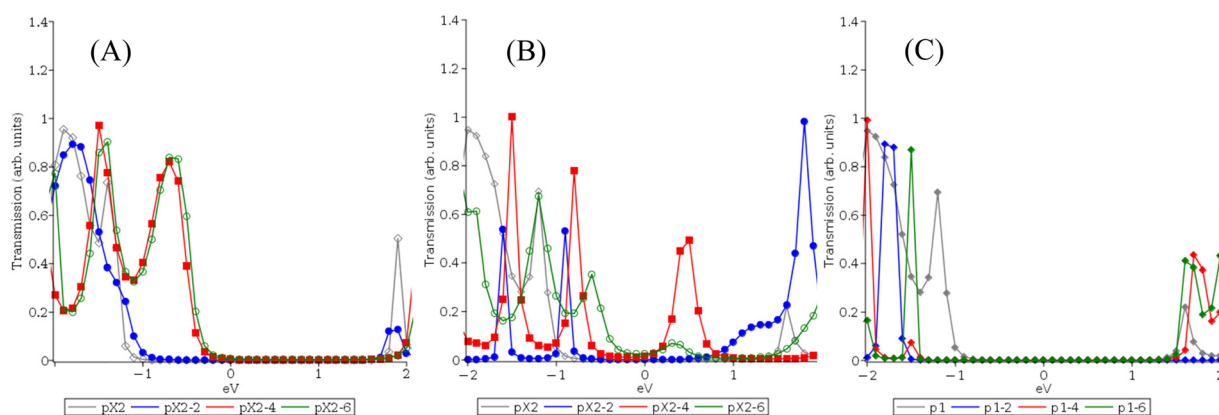 (A)
Transmission (arb. units)
1.4
1.2
1
0.8
0.6
0.4
0.2
0
−1
0
1
2
eV
pX2
pX2-2
pX2-4
pX2-6
(B)
Transmission (arb. units)
1.4
1.2
1
0.8
0.6
0.4
0.2
0
−2
−1
0
1
eV
pX2
pX2-2
pX2-4
pX2-6
(C)
Transmission (arb. units)
1.4
1.2
1
0.8
0.6
0.4
0.2
0
−2
−1
0
1
2
eV
p1
p1-2
p1-4
p1-6